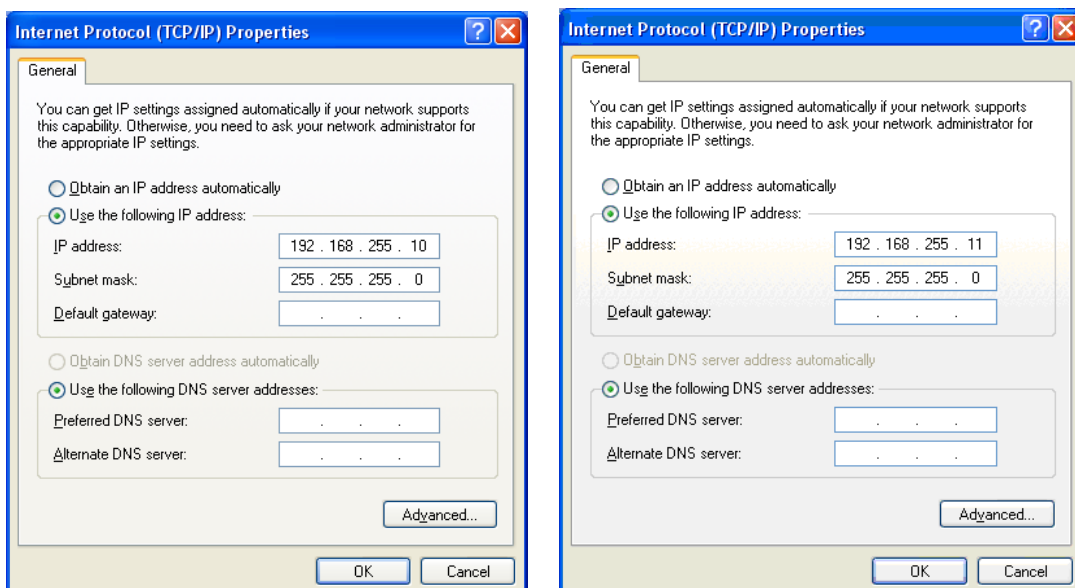 Internet Protocol (TCP/IP) Properties
General
You can get IP settings assigned automatically if your network supports
this capability. Otherwise, you need to ask your network administrator for
the appropriate IP settings.
Obtain an IP address automatically
Use the following IP address:
IP address: 192 . 168 . 255 . 10
Subnet mask: 255 . 255 . 255 . 0
Default gateway: . . .
Obtain DNS server address automatically
Use the following DNS server addresses:
Preferred DNS server: . . .
Alternate DNS server: . . .
Advanced...
OK Cancel
Internet Protocol (TCP/IP) Properties
General
You can get IP settings assigned automatically if your network supports
this capability. Otherwise, you need to ask your network administrator for
the appropriate IP settings.
Obtain an IP address automatically
Use the following IP address:
IP address: 192 . 168 . 255 . 11
Subnet mask: 255 . 255 . 255 . 0
Default gateway: . . .
Obtain DNS server address automatically
Use the following DNS server addresses:
Preferred DNS server: . . .
Alternate DNS server: . . .
Advanced...
OK Cancel